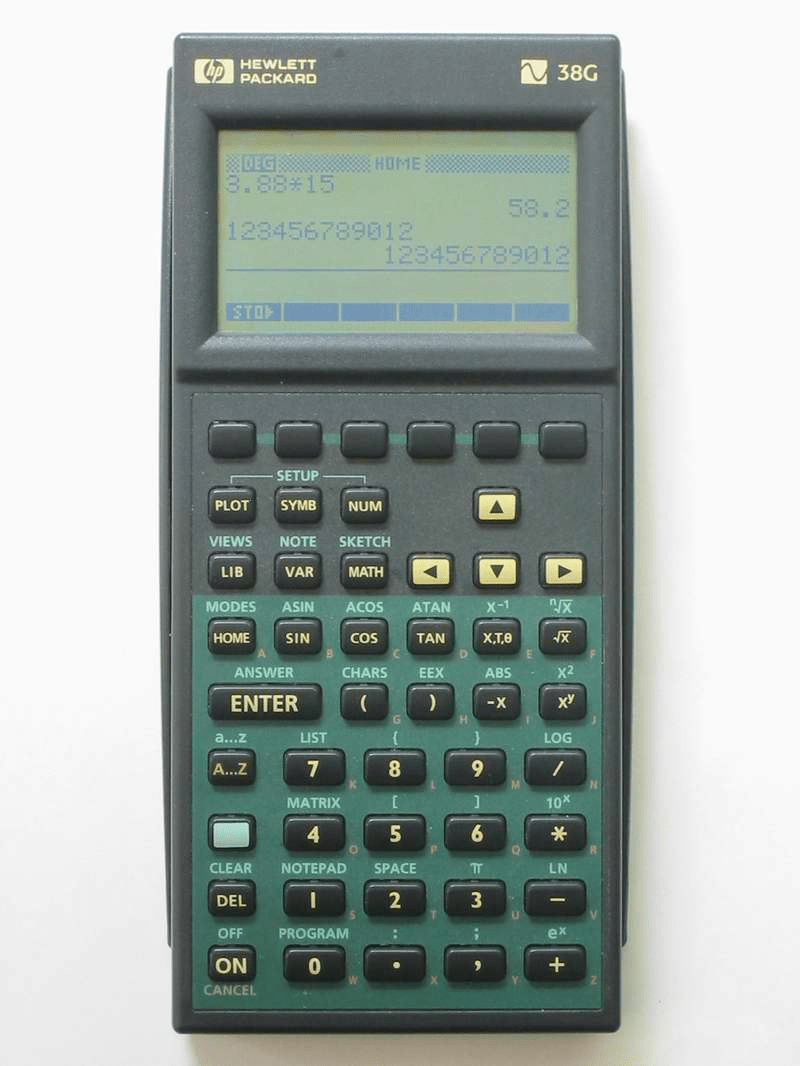 hp HEWLETT
PACKARD
38G
DEG HOME
3.88*15
58.2
123456789012
123456789012
STO▶
SETUP
PLOT SYMB NUM ▲
VIEWS NOTE SKETCH
LIB VAR MATH ◀ ▼ ▶
MODES ASIN ACOS ATAN X⁻¹ ⁿ√X
HOME A SIN B COS C TAN D X,T,θ E √X F
ANSWER CHARS EEX ABS X²
ENTER ( G ) H -X I Xʸ J
a...z LIST { } LOG
A...Z 7 K 8 L 9 M / N
MATRIX [ ] 10ˣ
4 O 5 P 6 Q * R
CLEAR NOTEPAD SPACE π LN
DEL 1 S 2 T 3 U − V
OFF PROGRAM : ; eˣ
ON 0 W • X , Y + Z
CANCEL